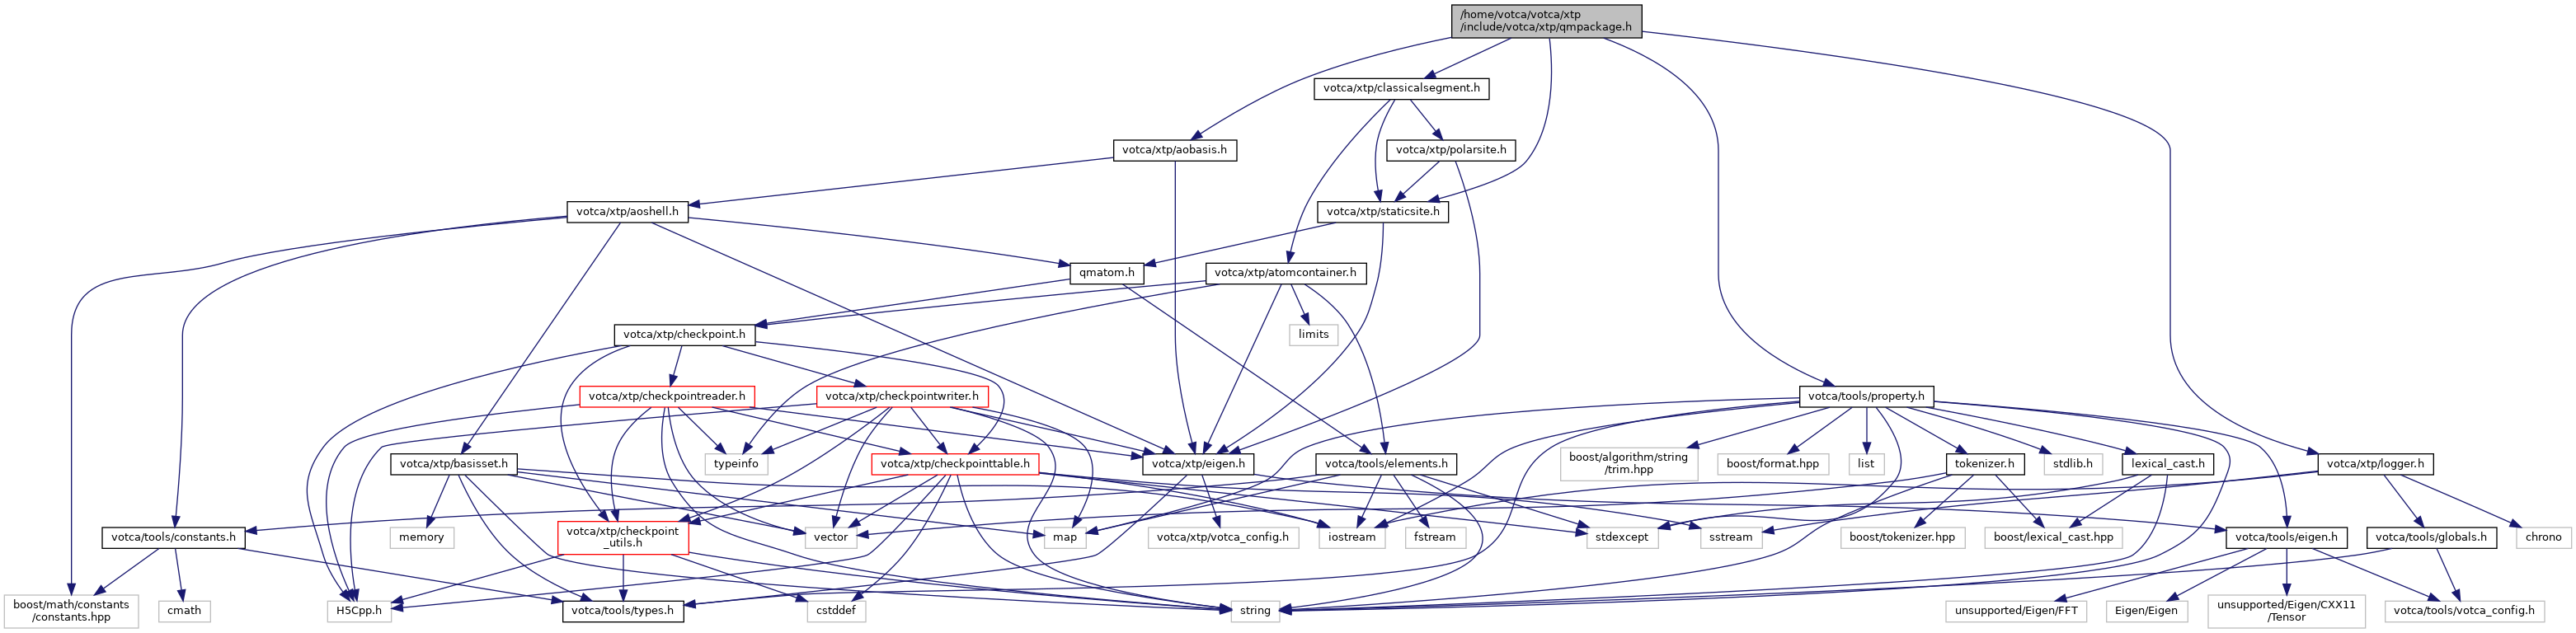 /home/votca/votca/xtp
/include/votca/xtp/qmpackage.h
votca/xtp/classicalsegment.h
votca/xtp/aobasis.h
votca/xtp/polarsite.h
votca/xtp/aoshell.h
votca/xtp/staticsite.h
qmatom.h
votca/xtp/atomcontainer.h
votca/xtp/checkpoint.h
limits
votca/xtp/checkpointreader.h
votca/xtp/checkpointwriter.h
votca/tools/property.h
votca/xtp/basisset.h
typeinfo
votca/xtp/checkpointtable.h
votca/xtp/eigen.h
votca/tools/elements.h
boost/algorithm/string
/trim.hpp
boost/format.hpp
list
tokenizer.h
stdlib.h
lexical_cast.h
votca/xtp/logger.h
votca/tools/constants.h
memory
votca/xtp/checkpoint
_utils.h
vector
map
votca/xtp/votca_config.h
iostream
fstream
stdexcept
sstream
boost/tokenizer.hpp
boost/lexical_cast.hpp
votca/tools/eigen.h
votca/tools/globals.h
chrono
boost/math/constants
/constants.hpp
cmath
H5Cpp.h
votca/tools/types.h
cstddef
string
unsupported/Eigen/FFT
Eigen/Eigen
unsupported/Eigen/CXX11
/Tensor
votca/tools/votca_config.h